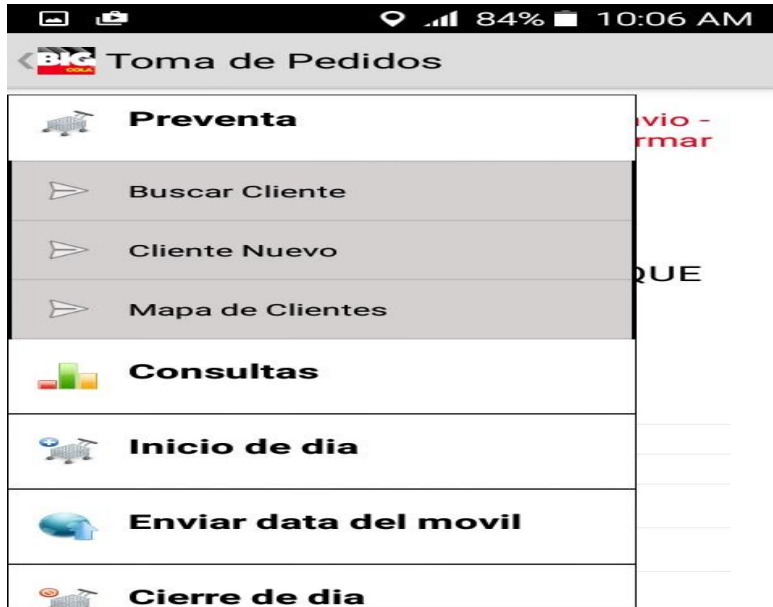 84% 10:06 AM
BIG COLA Toma de Pedidos
Preventa
Buscar Cliente
Cliente Nuevo
Mapa de Clientes
Consultas
Inicio de dia
Enviar data del movil
Cierre de dia